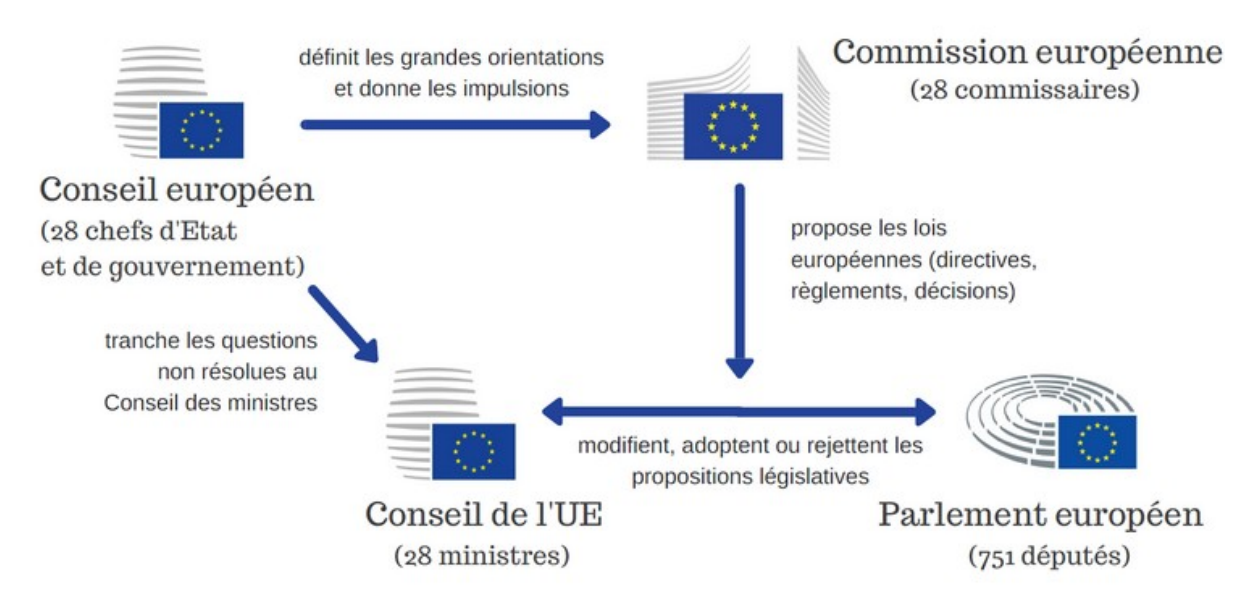 définit les grandes orientations
et donne les impulsions
Commission européenne
(28 commissaires)
Conseil européen
(28 chefs d'Etat
et de gouvernement)
propose les lois
européennes (directives,
règlements, décisions)
tranche les questions
non résolues au
Conseil des ministres
modifient, adoptent ou rejettent les
propositions législatives
Conseil de l'UE
(28 ministres)
Parlement européen
(751 députés)